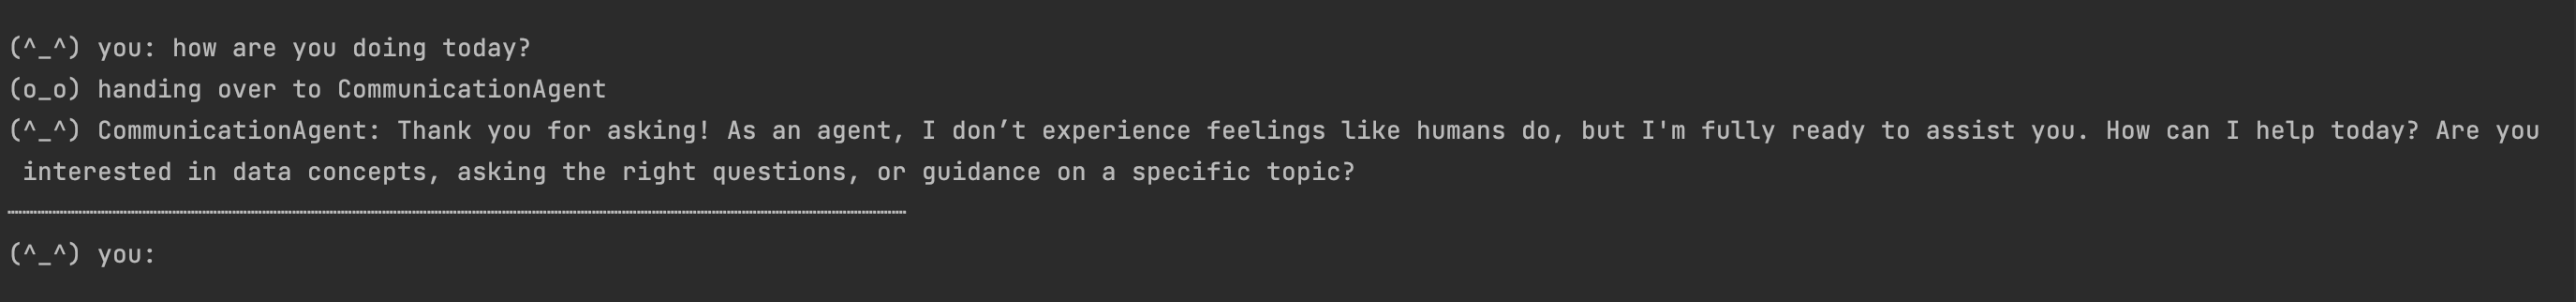 (^_^) you: how are you doing today?
(o_o) handing over to CommunicationAgent
(^_^) CommunicationAgent: Thank you for asking! As an agent, I don’t experience feelings like humans do, but I'm fully ready to assist you. How can I help today? Are you
interested in data concepts, asking the right questions, or guidance on a specific topic?
(^_^) you: